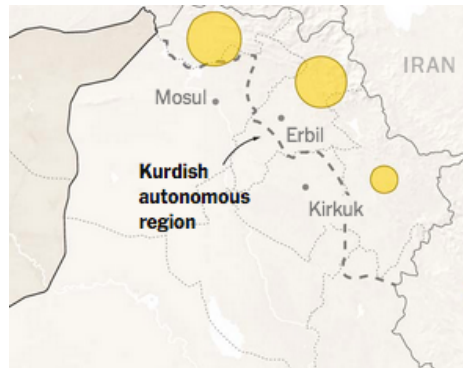 IRAN
Mosul
Erbil
Kurdish
autonomous
region
Kirkuk